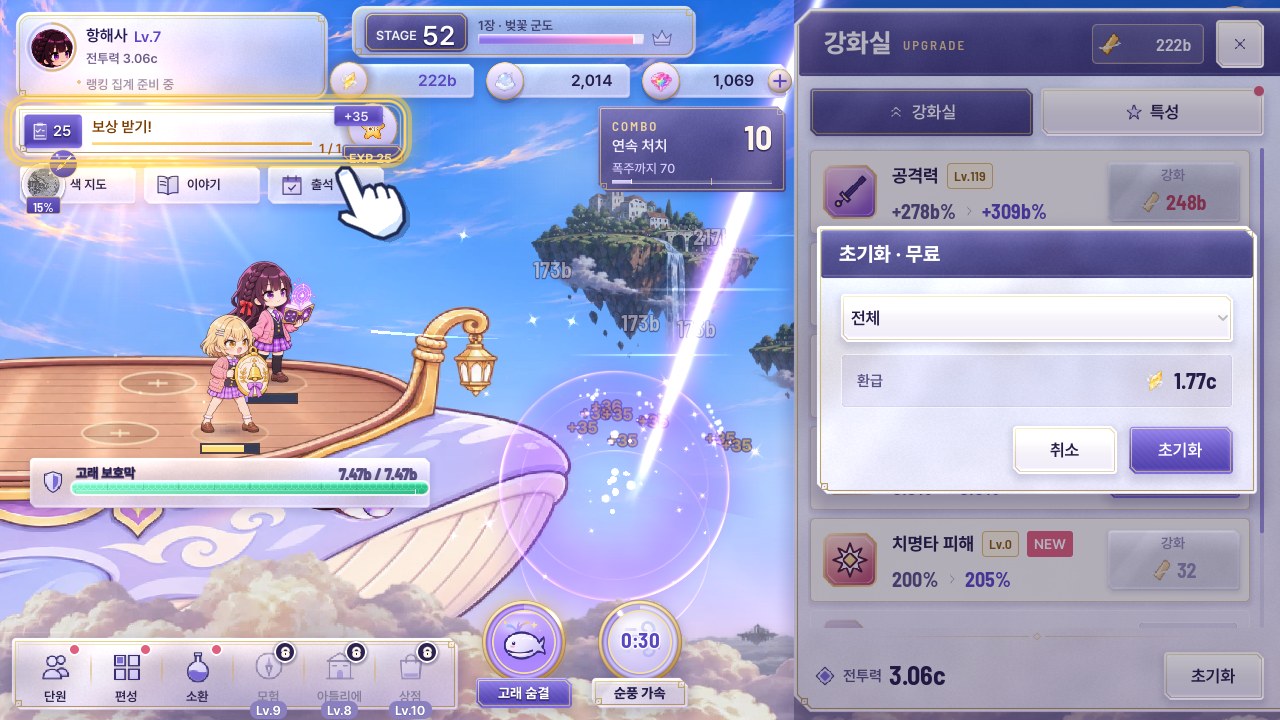 항해사 Lv.7
전투력 3.06c
랭킹 집계 준비 중
STAGE 52
1장 · 벚꽃 군도
222b
2,014
1,069
25
보상 받기!
+35
1/1
EXP 25
색 지도
15%
이야기
출석
COMBO
연속 처치
10
폭주까지 70
217
173b
173b
173b
+36
+35
+35
+35
+35
+35
고래 보호막
7.47b / 7.47b
단원
편성
소환
모험
Lv.9
아틀리에
Lv.8
상점
Lv.10
고래 숨결
0:30
순풍 가속
강화실 UPGRADE
222b
강화실
특성
공격력 Lv.119
+278b% > +309b%
강화
248b
초기화 · 무료
전체
환급
1.77c
취소
초기화
치명타 피해 Lv.0 NEW
200% > 205%
강화
32
전투력 3.06c
초기화